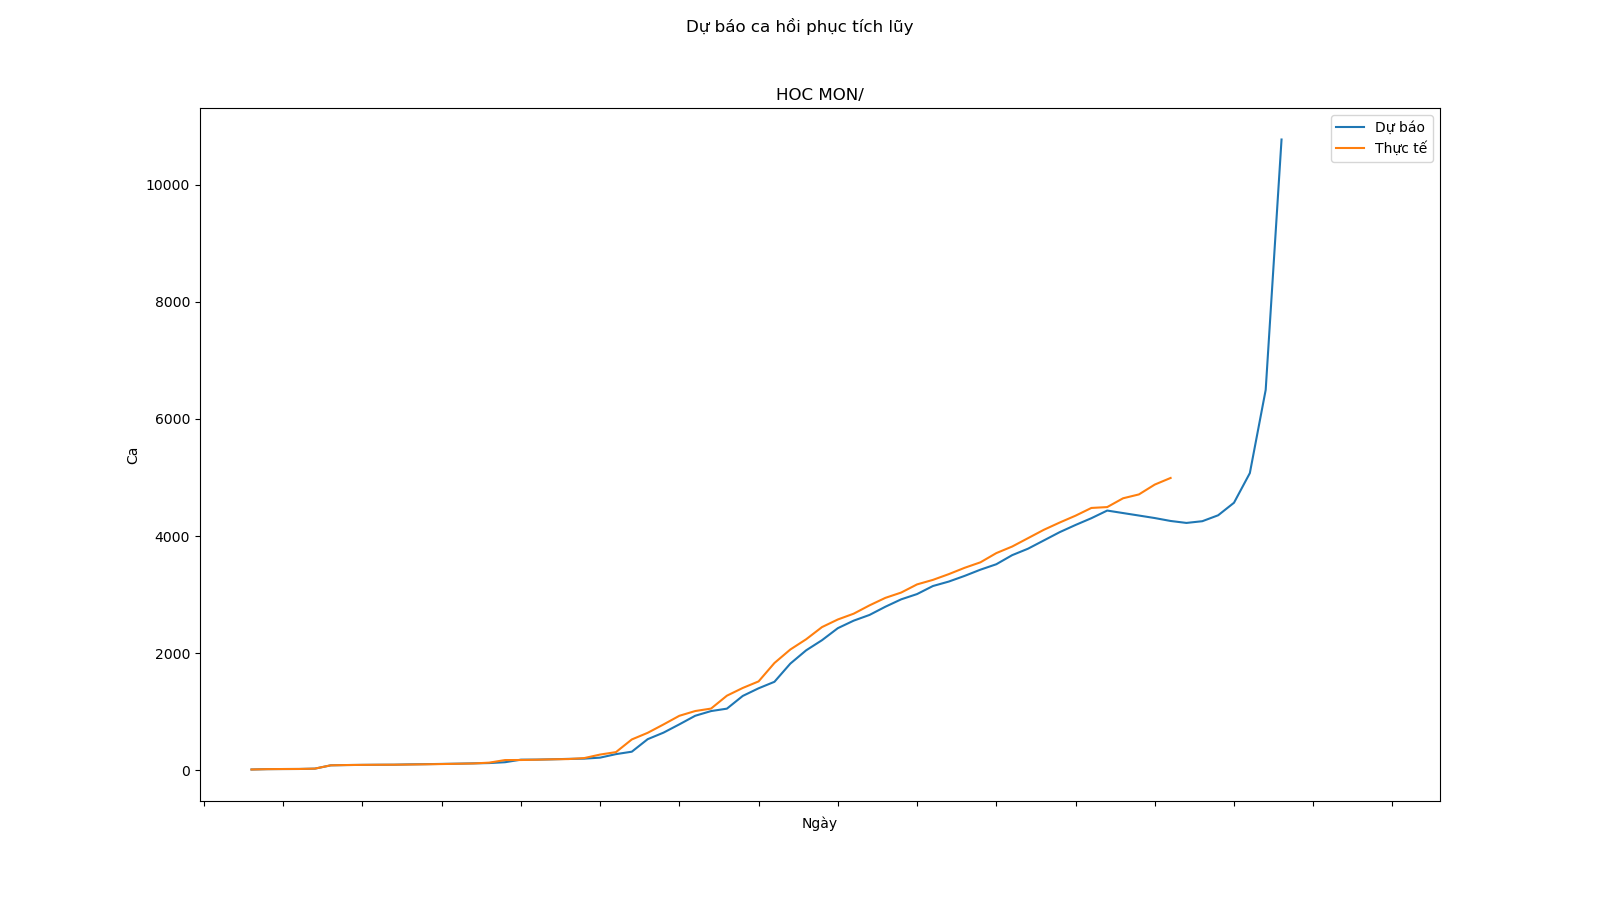 Dự báo ca hồi phục tích lũy
HOC MON/
Dự báo
Thực tế
10000
8000
6000
4000
2000
0
Ca
Ngày